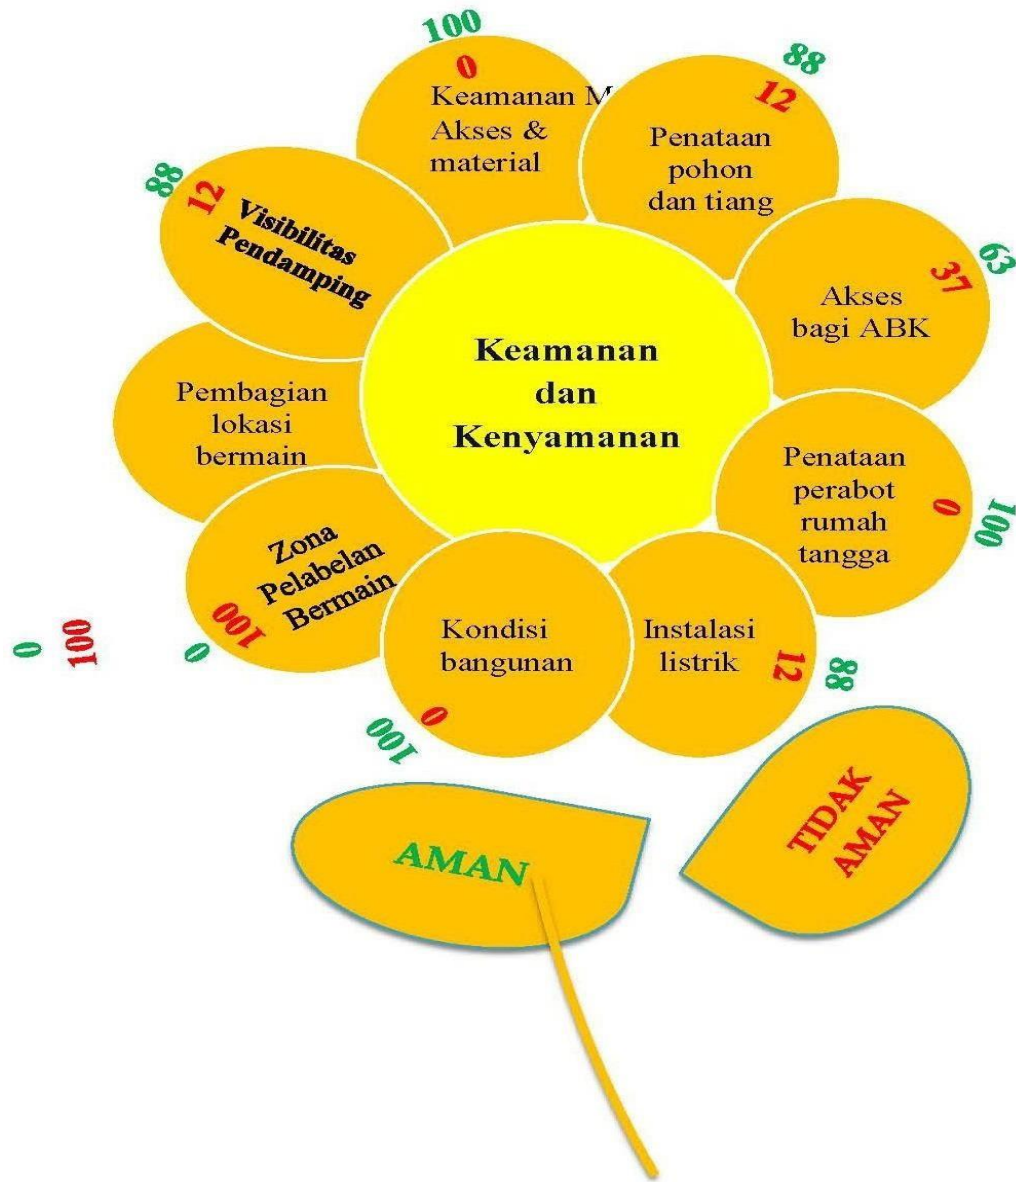 100
0
Keamanan M
Akses &
material
88
12
Penataan
pohon
dan tiang
63
37
Akses
bagi ABK
Penataan
perabot
rumah
tangga
0
100
Instalasi
listrik
12
88
Kondisi
bangunan
0
100
Zona
Pelabelan
Bermain
100
0
Pembagian
lokasi
bermain
0
100
Visibilitas
Pendamping
12
88
Keamanan
dan
Kenyamanan
AMAN
TIDAK
AMAN